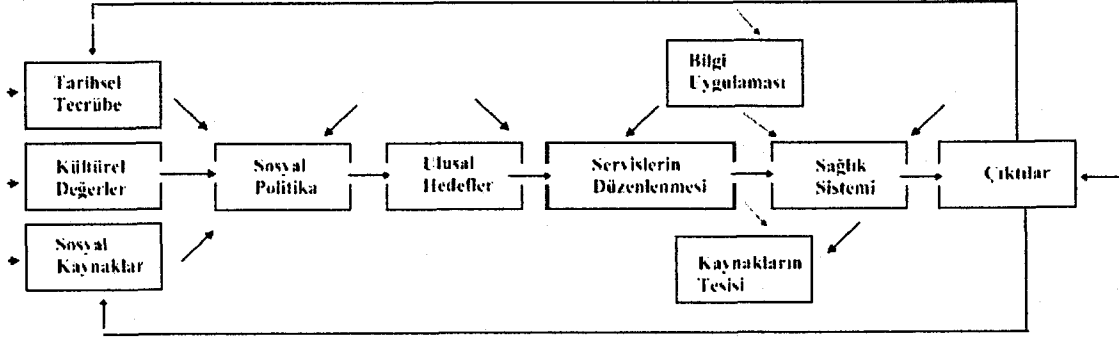 Tarihsel
Tecrübe
Kültürel
Değerler
Sosyal
Kaynaklar
Sosyal
Politika
Ulusal
Hedefler
Servislerin
Düzenlenmesi
Bilgi
Uygulaması
Sağlık
Sistemi
Kaynakların
Tesisi
Çıktılar